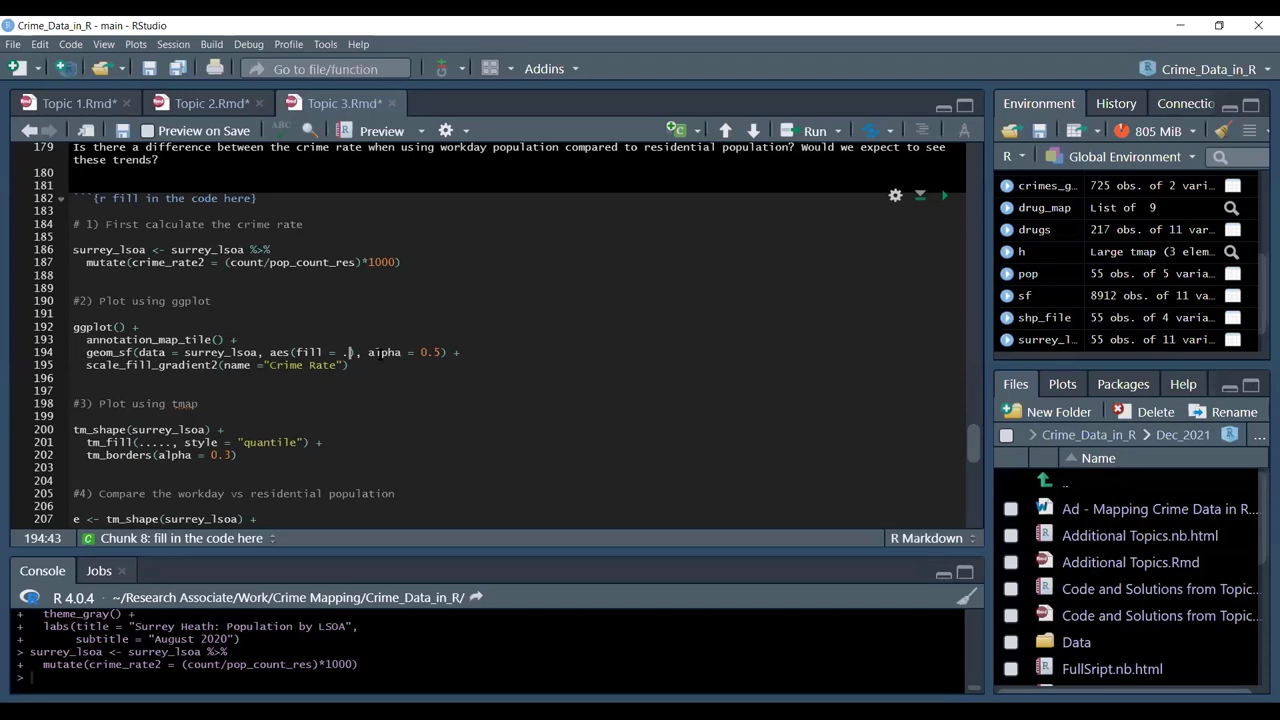 Crime_Data_in_R - main - RStudio
File Edit Code View Plots Session Build Debug Profile Tools Help
Go to file/function Addins Crime_Data_in_R
Topic 1.Rmd* Topic 2.Rmd* Topic 3.Rmd*
Preview on Save Preview Run
179 Is there a difference between the crime rate when using workday population compared to residential population? Would we expect to see
these trends?
180
181
182 ```{r fill in the code here}
183
184 # 1) First calculate the crime rate
185
186 surrey_lsoa <- surrey_lsoa %>%
187 mutate(crime_rate2 = (count/pop_count_res)*1000)
188
189
190 #2) Plot using ggplot
191
192 ggplot() +
193 annotation_map_tile() +
194 geom_sf(data = surrey_lsoa, aes(fill = .), alpha = 0.5) +
195 scale_fill_gradient2(name ="Crime Rate")
196
197
198 #3) Plot using tmap
199
200 tm_shape(surrey_lsoa) +
201 tm_fill(....., style = "quantile") +
202 tm_borders(alpha = 0.3)
203
204
205 #4) Compare the workday vs residential population
206
207 e <- tm_shape(surrey_lsoa) +
194:43 Chunk 8: fill in the code here R Markdown
Console Jobs
R 4.0.4 · ~/Research Associate/Work/Crime Mapping/Crime_Data_in_R/
+ theme_gray() +
+ labs(title = "Surrey Heath: Population by LSOA",
+ subtitle = "August 2020")
> surrey_lsoa <- surrey_lsoa %>%
+ mutate(crime_rate2 = (count/pop_count_res)*1000)
>
Environment History Connectio
805 MiB
R Global Environment
crimes_g… 725 obs. of 2 vari…
drug_map List of 9
drugs 217 obs. of 11 var…
h Large tmap (3 elem…
pop 55 obs. of 5 varia…
sf 8912 obs. of 11 va…
shp_file 55 obs. of 4 varia…
surrey_l… 55 obs. of 11 vari…
Files Plots Packages Help
New Folder Delete Rename
Crime_Data_in_R Dec_2021 …
Name
..
Ad - Mapping Crime Data in R…
Additional Topics.nb.html
Additional Topics.Rmd
Code and Solutions from Topic…
Code and Solutions from Topic…
Data
FullSript.nb.html